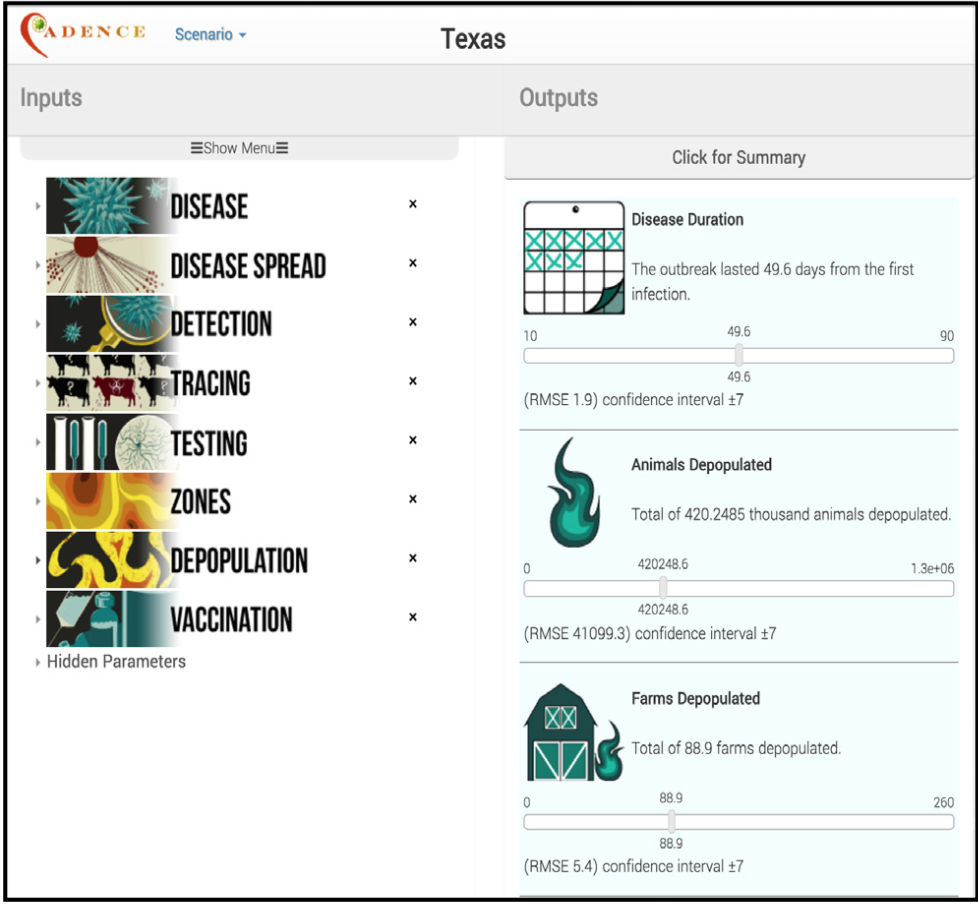 CADENCE
Scenario
Texas
Inputs
Outputs
☰Show Menu☰
DISEASE
×
DISEASE SPREAD
×
DETECTION
×
TRACING
×
TESTING
×
ZONES
×
DEPOPULATION
×
VACCINATION
×
Hidden Parameters
Click for Summary
Disease Duration
The outbreak lasted 49.6 days from the first
infection.
10
49.6
90
49.6
(RMSE 1.9) confidence interval ±7
Animals Depopulated
Total of 420.2485 thousand animals depopulated.
0
420248.6
1.3e+06
420248.6
(RMSE 41099.3) confidence interval ±7
Farms Depopulated
Total of 88.9 farms depopulated.
0
88.9
260
88.9
(RMSE 5.4) confidence interval ±7